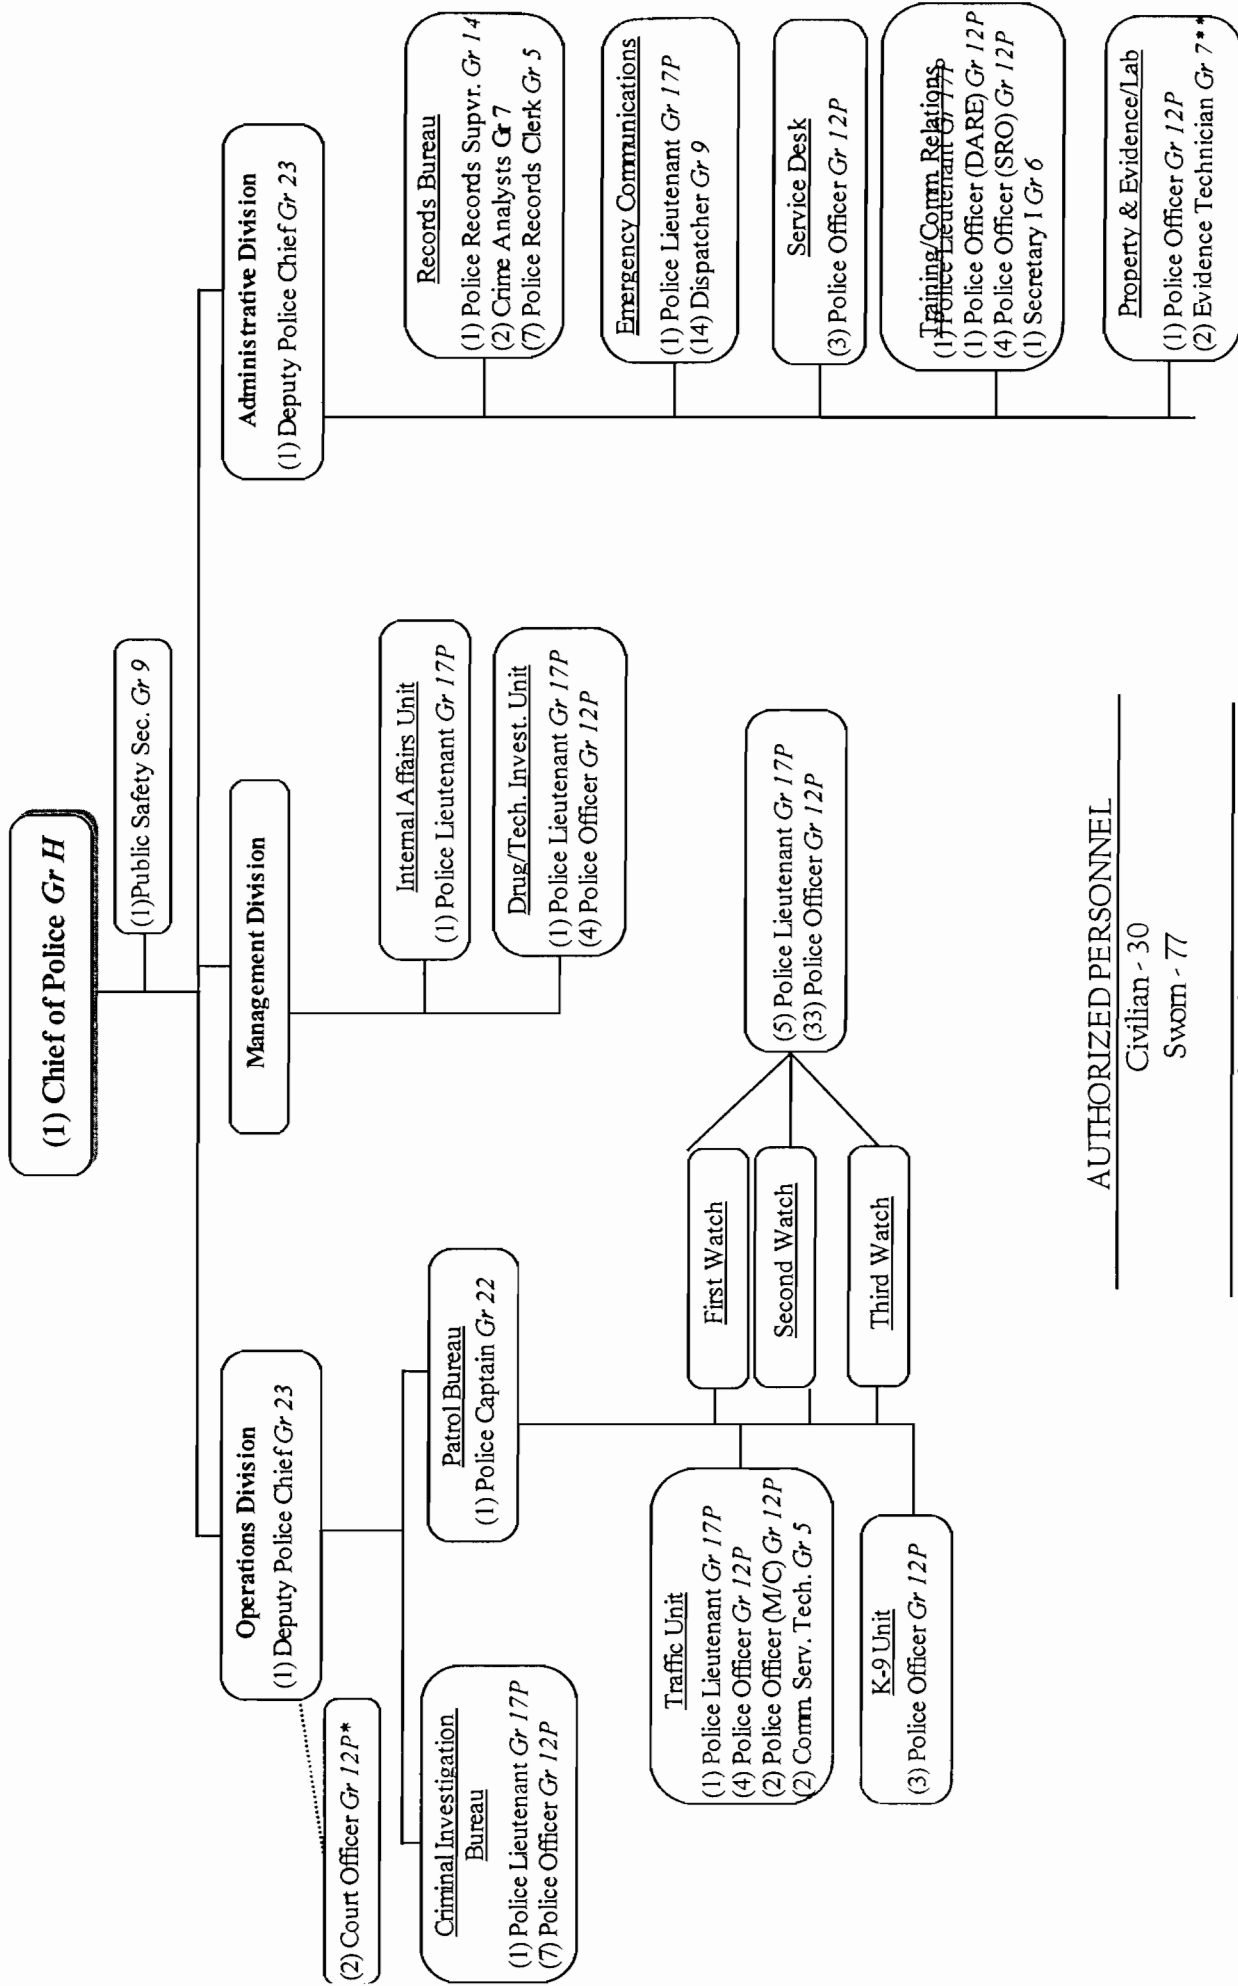 (1) Chief of Police Gr H
(1)Public Safety Sec. Gr 9
Operations Division
(1) Deputy Police Chief Gr 23
(2) Court Officer Gr 12P*
Criminal Investigation
Bureau
(1) Police Lieutenant Gr 17P
(7) Police Officer Gr 12P
Patrol Bureau
(1) Police Captain Gr 22
Traffic Unit
(1) Police Lieutenant Gr 17P
(4) Police Officer Gr 12P
(2) Police Officer (M/C) Gr 12P
(2) Comm. Serv. Tech. Gr 5
K-9 Unit
(3) Police Officer Gr 12P
First Watch
Second Watch
Third Watch
(5) Police Lieutenant Gr 17P
(33) Police Officer Gr 12P
Management Division
Internal Affairs Unit
(1) Police Lieutenant Gr 17P
Drug/Tech. Invest. Unit
(1) Police Lieutenant Gr 17P
(4) Police Officer Gr 12P
Administrative Division
(1) Deputy Police Chief Gr 23
Records Bureau
(1) Police Records Supvr. Gr 14
(2) Crime Analysts Gr 7
(7) Police Records Clerk Gr 5
Emergency Communications
(1) Police Lieutenant Gr 17P
(14) Dispatcher Gr 9
Service Desk
(3) Police Officer Gr 12P
Training/Comm Relations
(1) Police Lieutenant Gr 17P
(1) Police Officer (DARE) Gr 12P
(4) Police Officer (SRO) Gr 12P
(1) Secretary I Gr 6
Property & Evidence/Lab
(1) Police Officer Gr 12P
(2) Evidence Technician Gr 7**
AUTHORIZED PERSONNEL
Civilian - 30
Sworn - 77